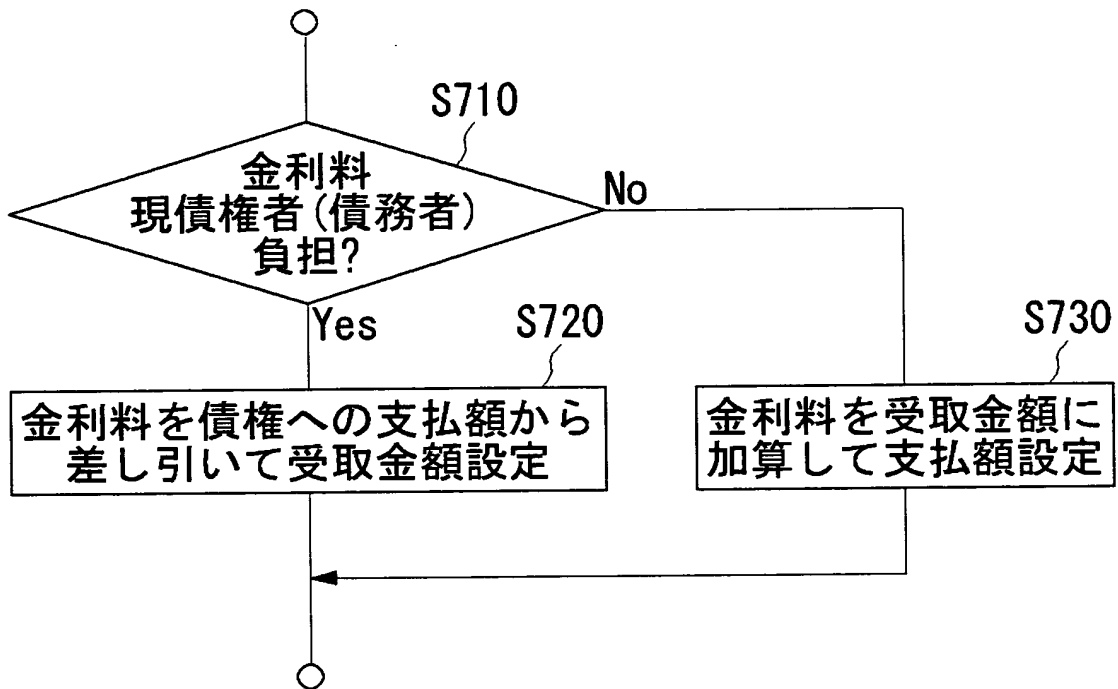 S710
金利料
現債権者(債務者)
負担?
No
Yes
S720
金利料を債権への支払額から
差し引いて受取金額設定
S730
金利料を受取金額に
加算して支払額設定